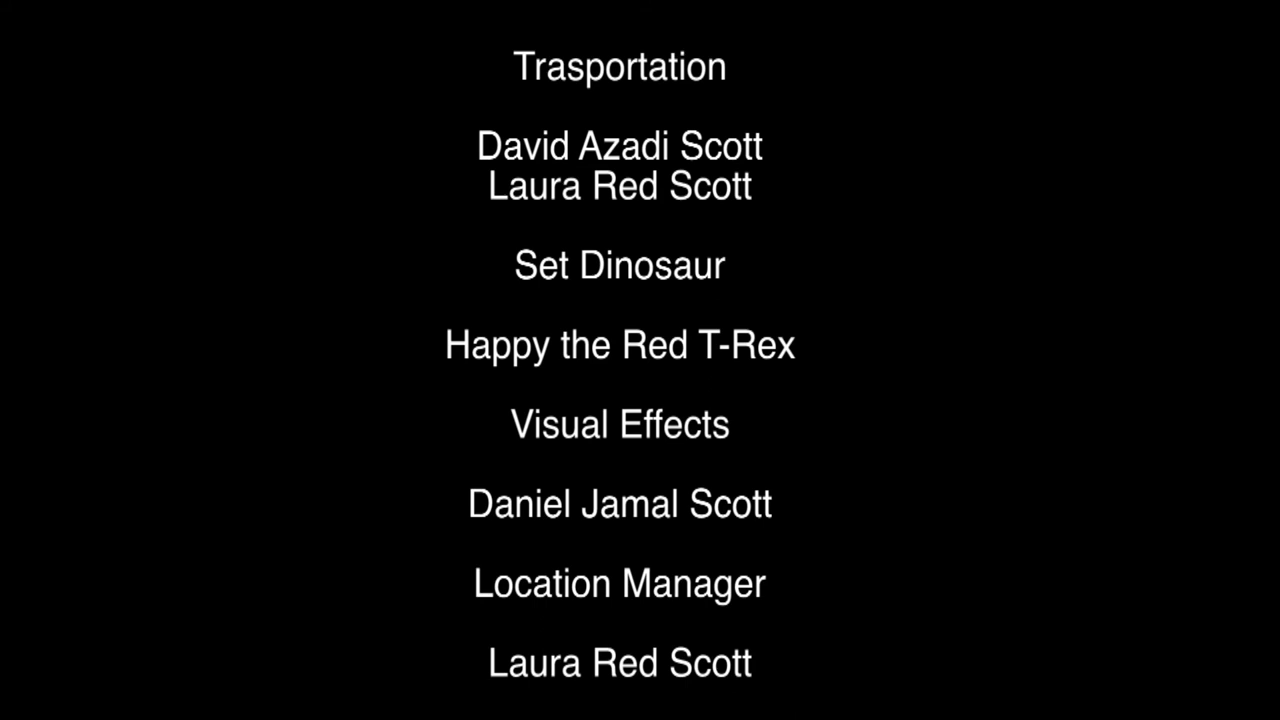 Trasportation
David Azadi Scott
Laura Red Scott
Set Dinosaur
Happy the Red T-Rex
Visual Effects
Daniel Jamal Scott
Location Manager
Laura Red Scott